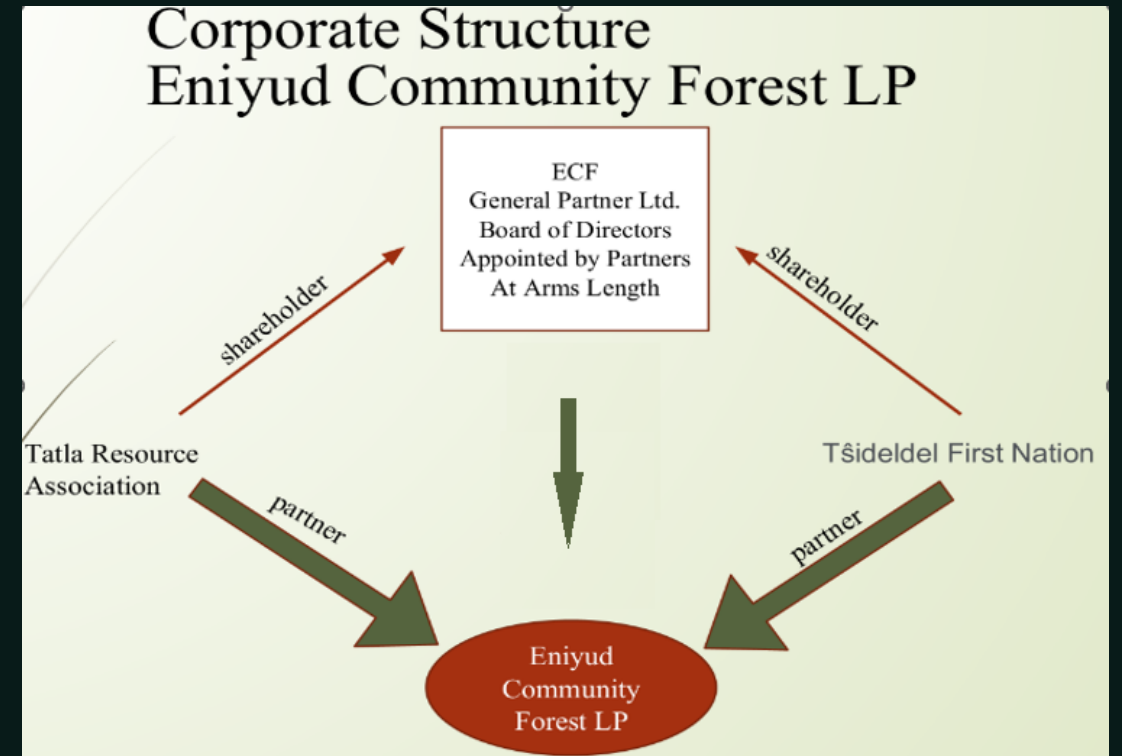 Corporate Structure
Eniyud Community Forest LP
ECF
General Partner Ltd.
Board of Directors
Appointed by Partners
At Arms Length
shareholder
shareholder
Tatla Resource
Association
Tŝideldel First Nation
partner
partner
Eniyud
Community
Forest LP